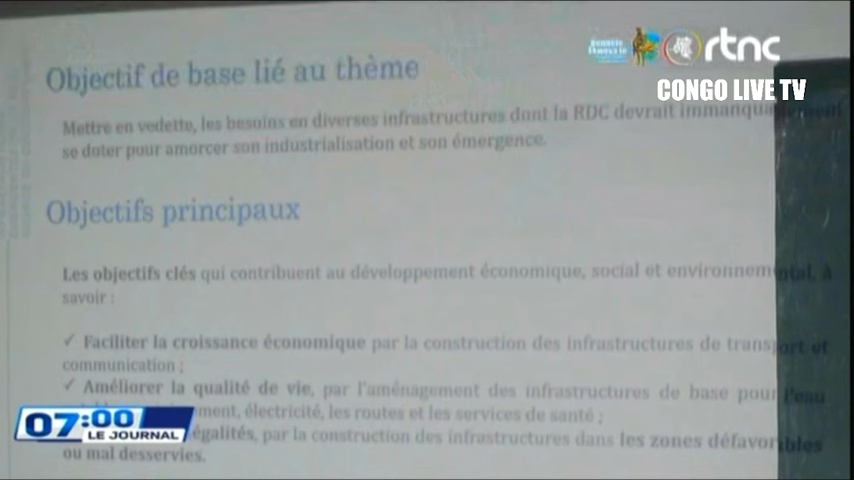 rtnc
CONGO LIVE TV
Objectif de base lié au thème
Mettre en vedette, les besoins en diverses infrastructures dont la RDC devrait immanquablement
se doter pour amorcer son industrialisation et son émergence.
Objectifs principaux
Les objectifs clés qui contribuent au développement économique, social et environnemental, à
savoir :
✓ Faciliter la croissance économique par la construction des infrastructures de transport et
communication ;
✓ Améliorer la qualité de vie, par l'aménagement des infrastructures de base pour l'eau
électricité, les routes et les services de santé ;
égalités, par la construction des infrastructures dans les zones défavorables
ou mal desservies.
07:00
LE JOURNAL